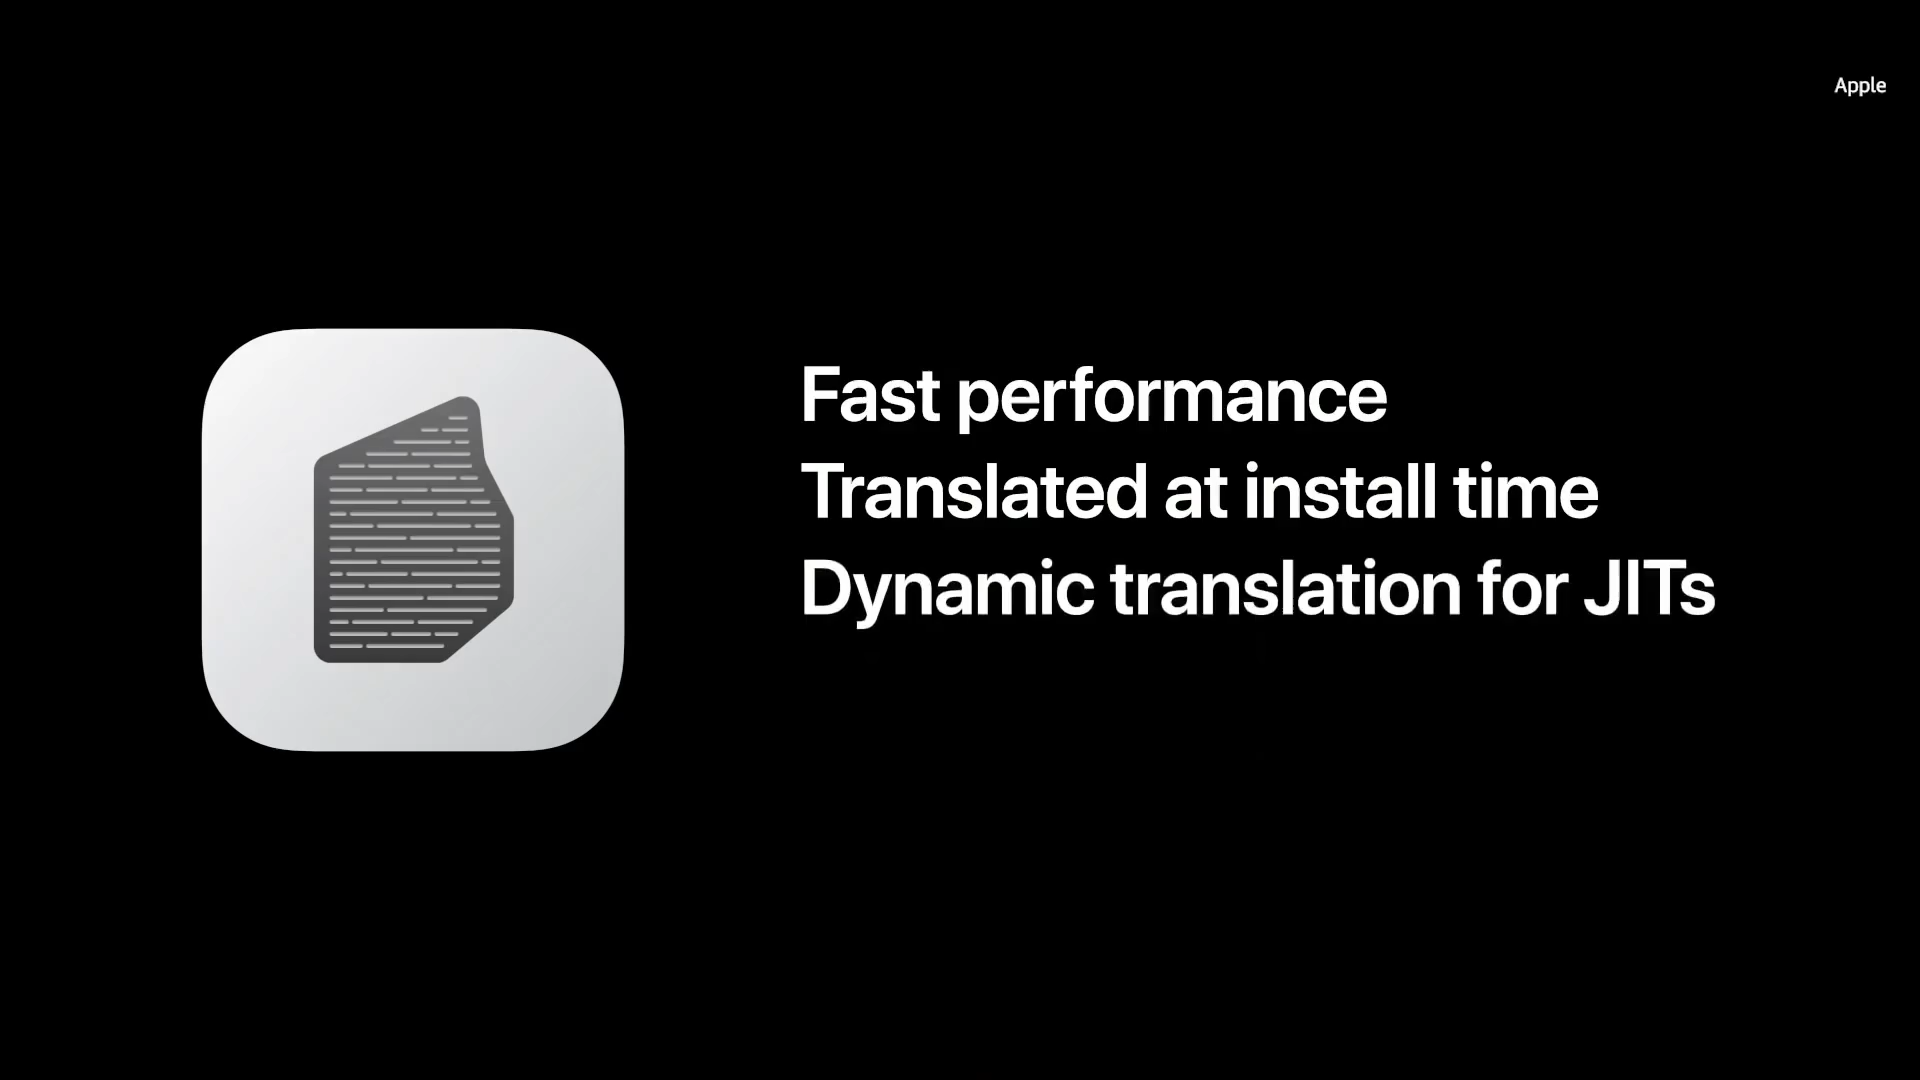 Apple
Fast performance
Translated at install time
Dynamic translation for JITs